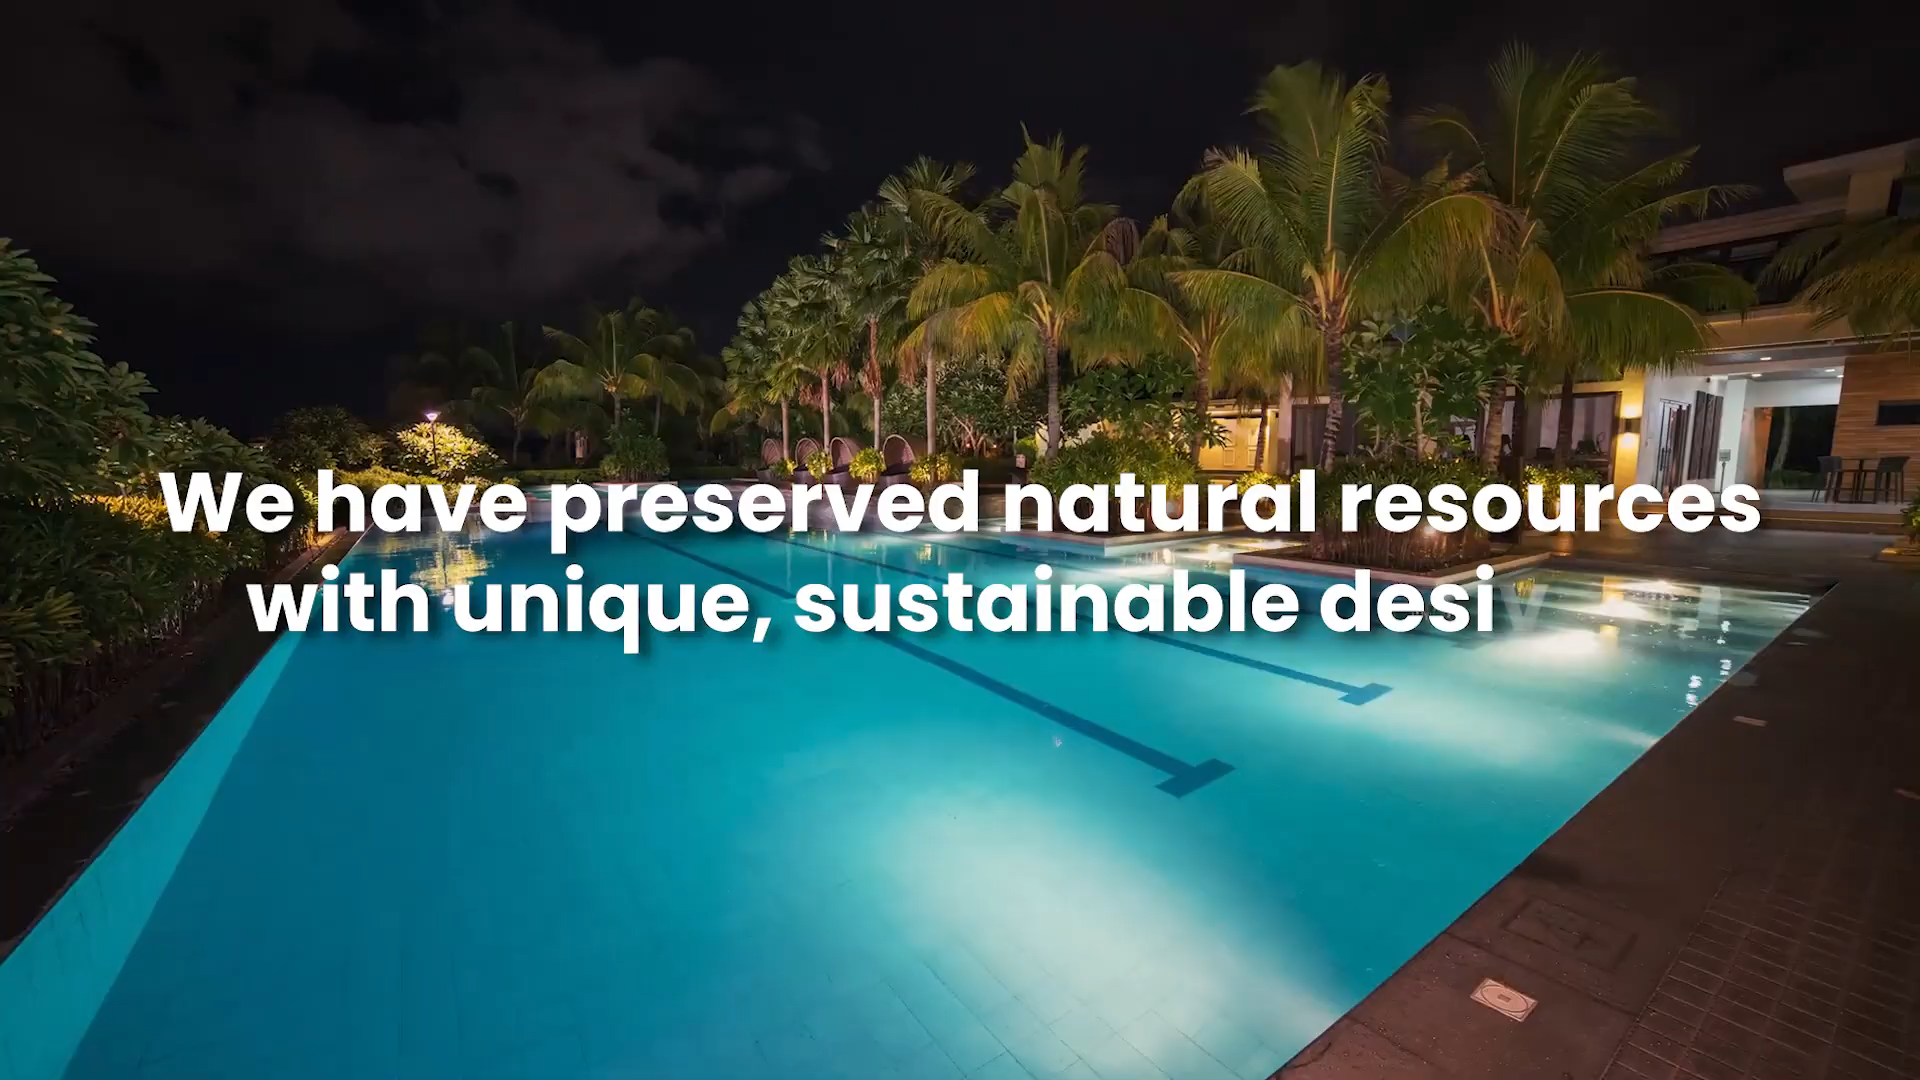 We have preserved natural resources
with unique, sustainable desi